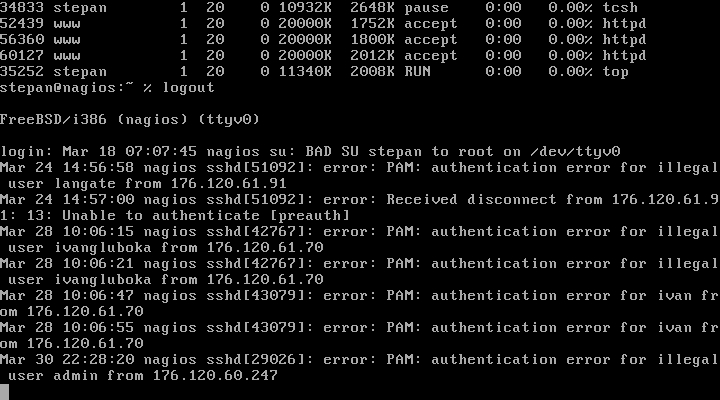 34833 stepan 1 20 0 10932K 2648K pause 0:00 0.00% tcsh
52439 www 1 20 0 20000K 1752K accept 0:00 0.00% httpd
56360 www 1 20 0 20000K 1800K accept 0:00 0.00% httpd
60127 www 1 20 0 20000K 2012K accept 0:00 0.00% httpd
35252 stepan 1 20 0 11340K 2008K RUN 0:00 0.00% top
stepan@nagios:~ % logout
FreeBSD/i386 (nagios) (ttyv0)
login: Mar 18 07:07:45 nagios su: BAD SU stepan to root on /dev/ttyv0
Mar 24 14:56:58 nagios sshd[51092]: error: PAM: authentication error for illegal
user langate from 176.120.61.91
Mar 24 14:57:00 nagios sshd[51092]: error: Received disconnect from 176.120.61.9
1: 13: Unable to authenticate [preauth]
Mar 28 10:06:15 nagios sshd[42767]: error: PAM: authentication error for illegal
user ivangluboka from 176.120.61.70
Mar 28 10:06:21 nagios sshd[42767]: error: PAM: authentication error for illegal
user ivangluboka from 176.120.61.70
Mar 28 10:06:47 nagios sshd[43079]: error: PAM: authentication error for ivan fr
om 176.120.61.70
Mar 28 10:06:55 nagios sshd[43079]: error: PAM: authentication error for ivan fr
om 176.120.61.70
Mar 30 22:28:20 nagios sshd[29026]: error: PAM: authentication error for illegal
user admin from 176.120.60.247